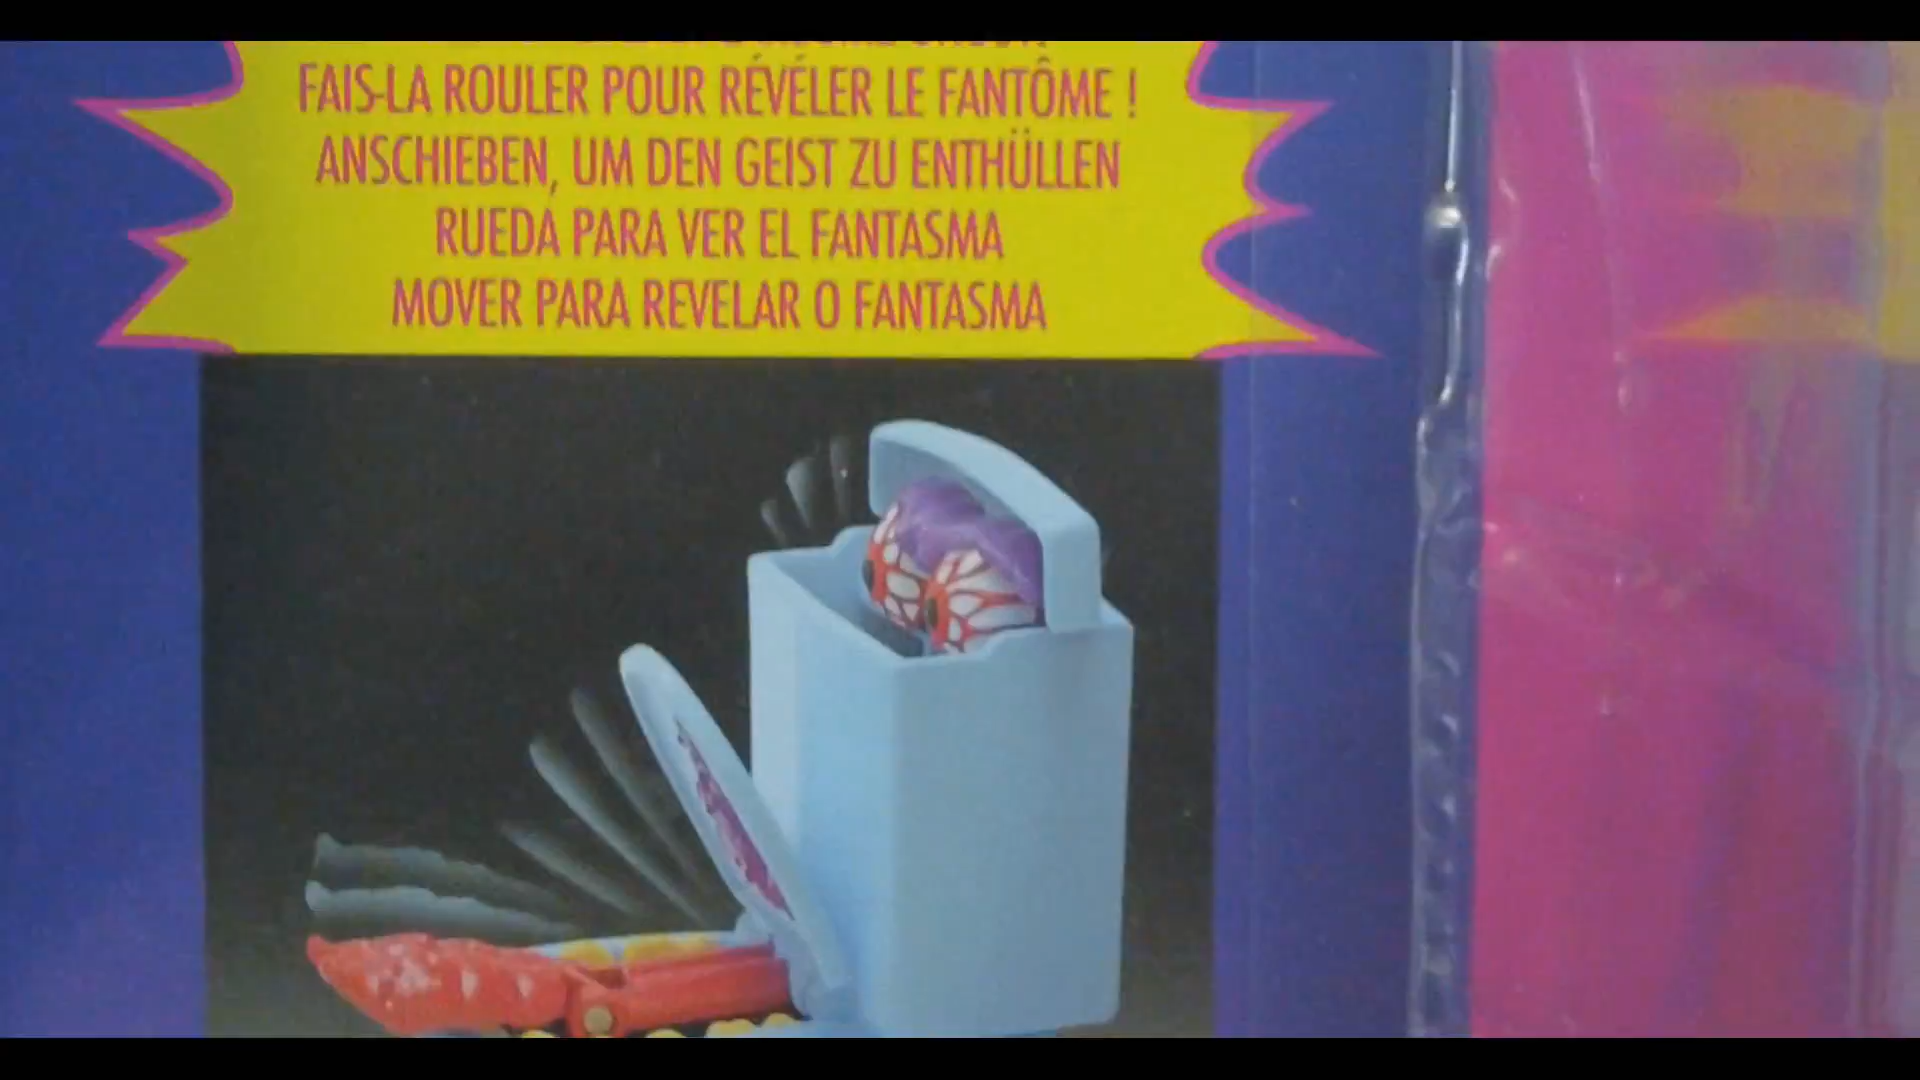 FAIS-LA ROULER POUR RÉVÉLER LE FANTÔME !
ANSCHIEBEN, UM DEN GEIST ZU ENTHÜLLEN
RUEDA PARA VER EL FANTASMA
MOVER PARA REVELAR O FANTASMA